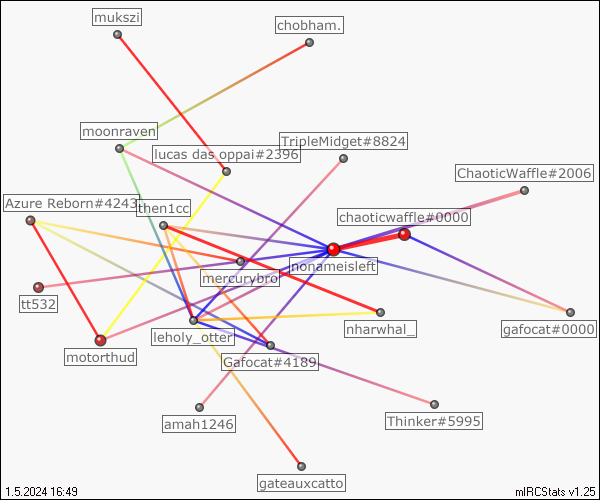 mukszi
chobham.
moonraven
TripleMidget#8824
lucas das oppai#2396
ChaoticWaffle#2006
Azure Reborn#4243
then1cc
chaoticwaffle#0000
nonameisleft
mercurybro
tt532
gafocat#0000
nharwhal_
leholy_otter
motorthud
Gafocat#4189
amah1246
Thinker#5995
gateauxcatto
1.5.2024 16:49
mIRCStats v1.25